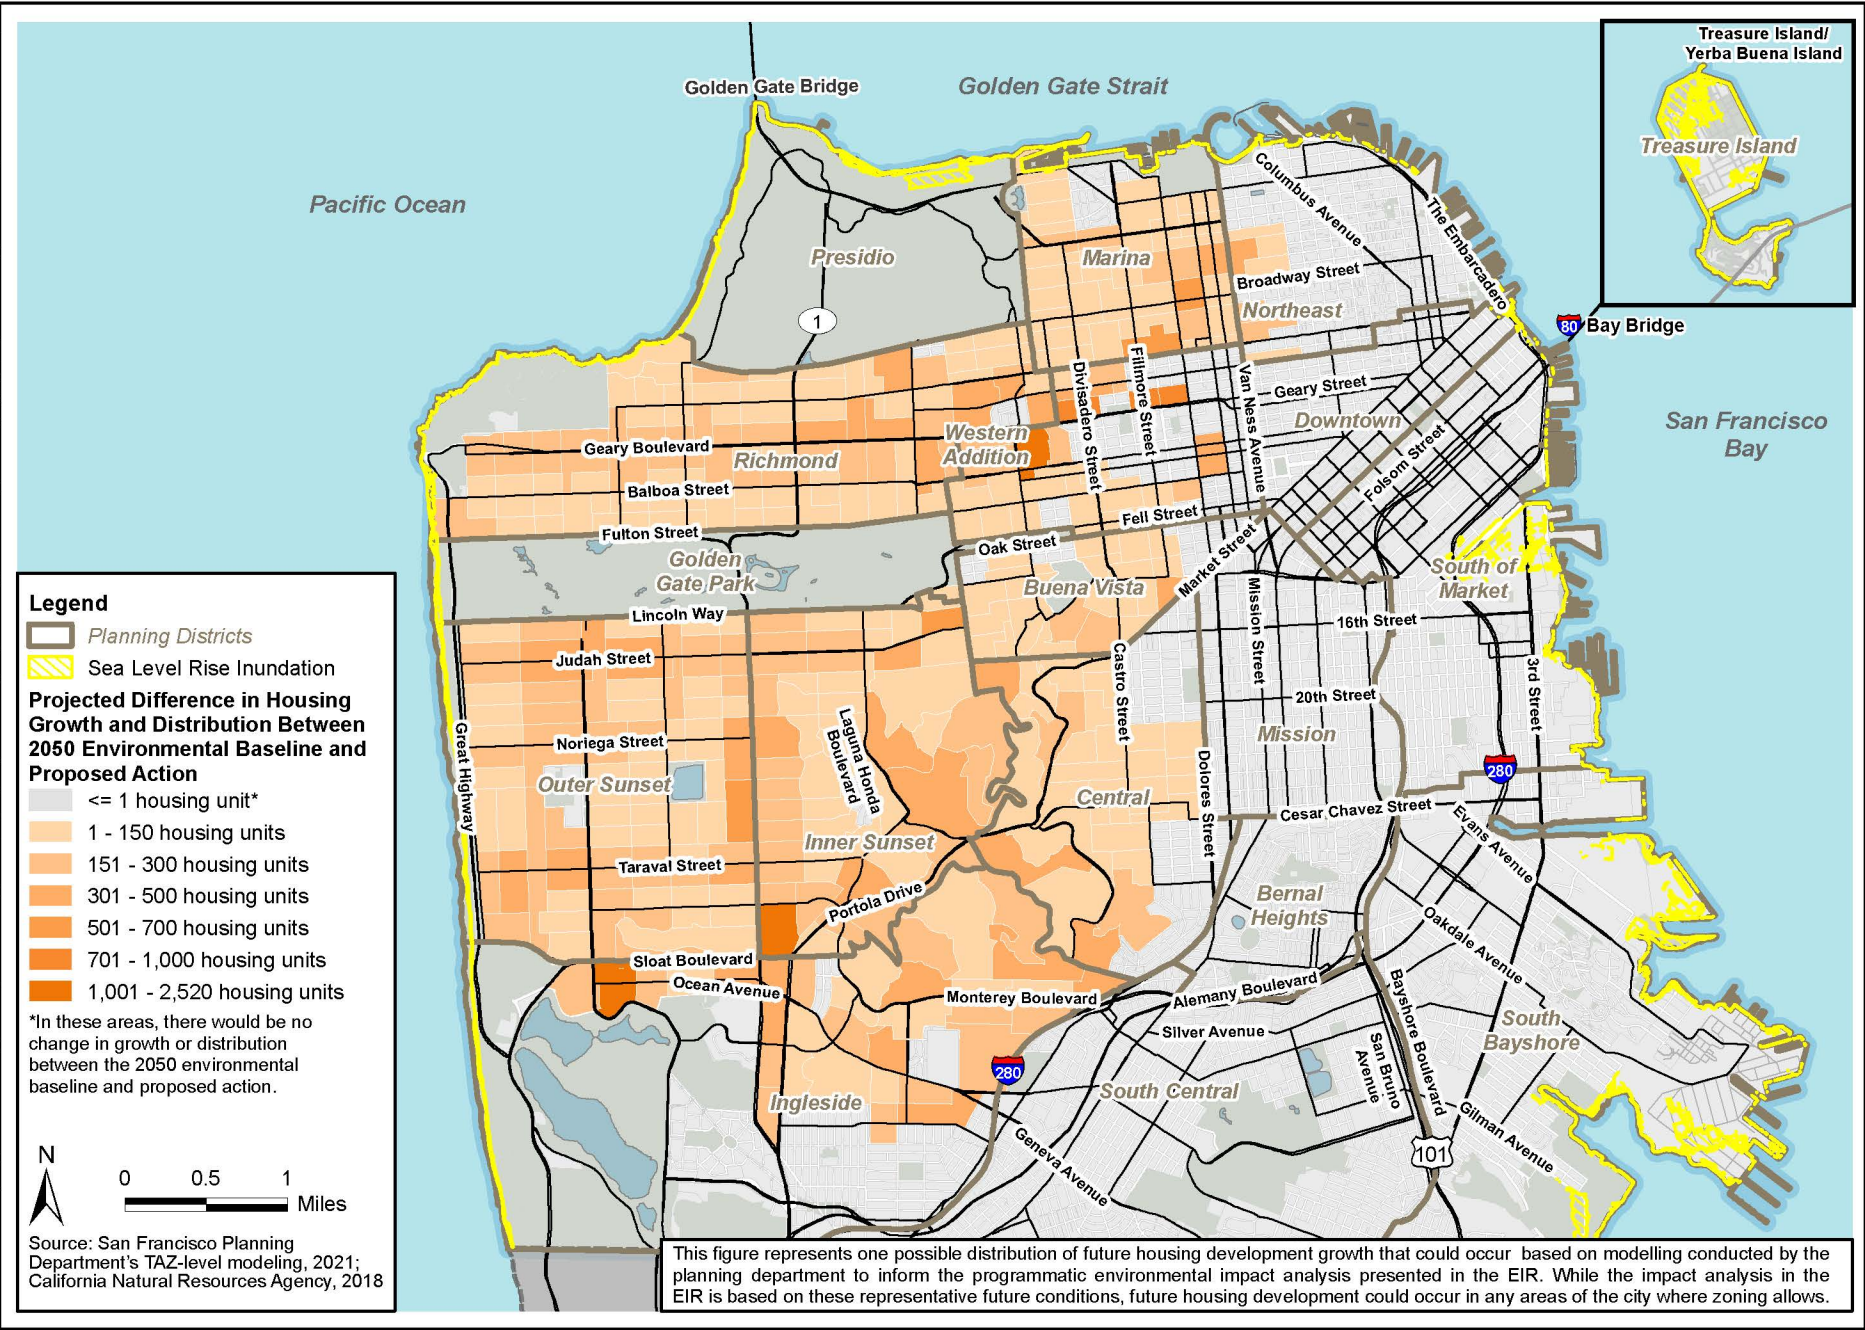 Treasure Island/
Yerba Buena Island
Treasure Island
Golden Gate Bridge
Golden Gate Strait
Pacific Ocean
Presidio
1
Marina
Columbus Avenue
The Embarcadero
Broadway Street
Northeast
80
Bay Bridge
San Francisco
Bay
Divisadero Street
Fillmore Street
Van Ness Avenue
Geary Street
Downtown
Folsom Street
Geary Boulevard
Richmond
Western
Addition
Balboa Street
Fulton Street
Fell Street
Oak Street
Market Street
Golden
Gate Park
Buena Vista
South of
Market
Lincoln Way
Judah Street
Mission Street
16th Street
Castro Street
20th Street
3rd Street
Great Highway
Noriega Street
Outer Sunset
Laguna Honda
Boulevard
Inner Sunset
Central
Dolores Street
Mission
280
Cesar Chavez Street
Evans Avenue
Taraval Street
Portola Drive
Bernal
Heights
Oakdale Avenue
Sloat Boulevard
Ocean Avenue
Monterey Boulevard
Alemany Boulevard
Silver Avenue
San Bruno
Avenue
Bayshore Boulevard
South
Bayshore
280
Ingleside
South Central
Geneva Avenue
Gilman Avenue
101
Legend
Planning Districts
Sea Level Rise Inundation
Projected Difference in Housing
Growth and Distribution Between
2050 Environmental Baseline and
Proposed Action
<= 1 housing unit*
1 - 150 housing units
151 - 300 housing units
301 - 500 housing units
501 - 700 housing units
701 - 1,000 housing units
1,001 - 2,520 housing units
*In these areas, there would be no
change in growth or distribution
between the 2050 environmental
baseline and proposed action.
N
0 0.5 1
Miles
Source: San Francisco Planning
Department's TAZ-level modeling, 2021;
California Natural Resources Agency, 2018
This figure represents one possible distribution of future housing development growth that could occur based on modelling conducted by the
planning department to inform the programmatic environmental impact analysis presented in the EIR. While the impact analysis in the
EIR is based on these representative future conditions, future housing development could occur in any areas of the city where zoning allows.